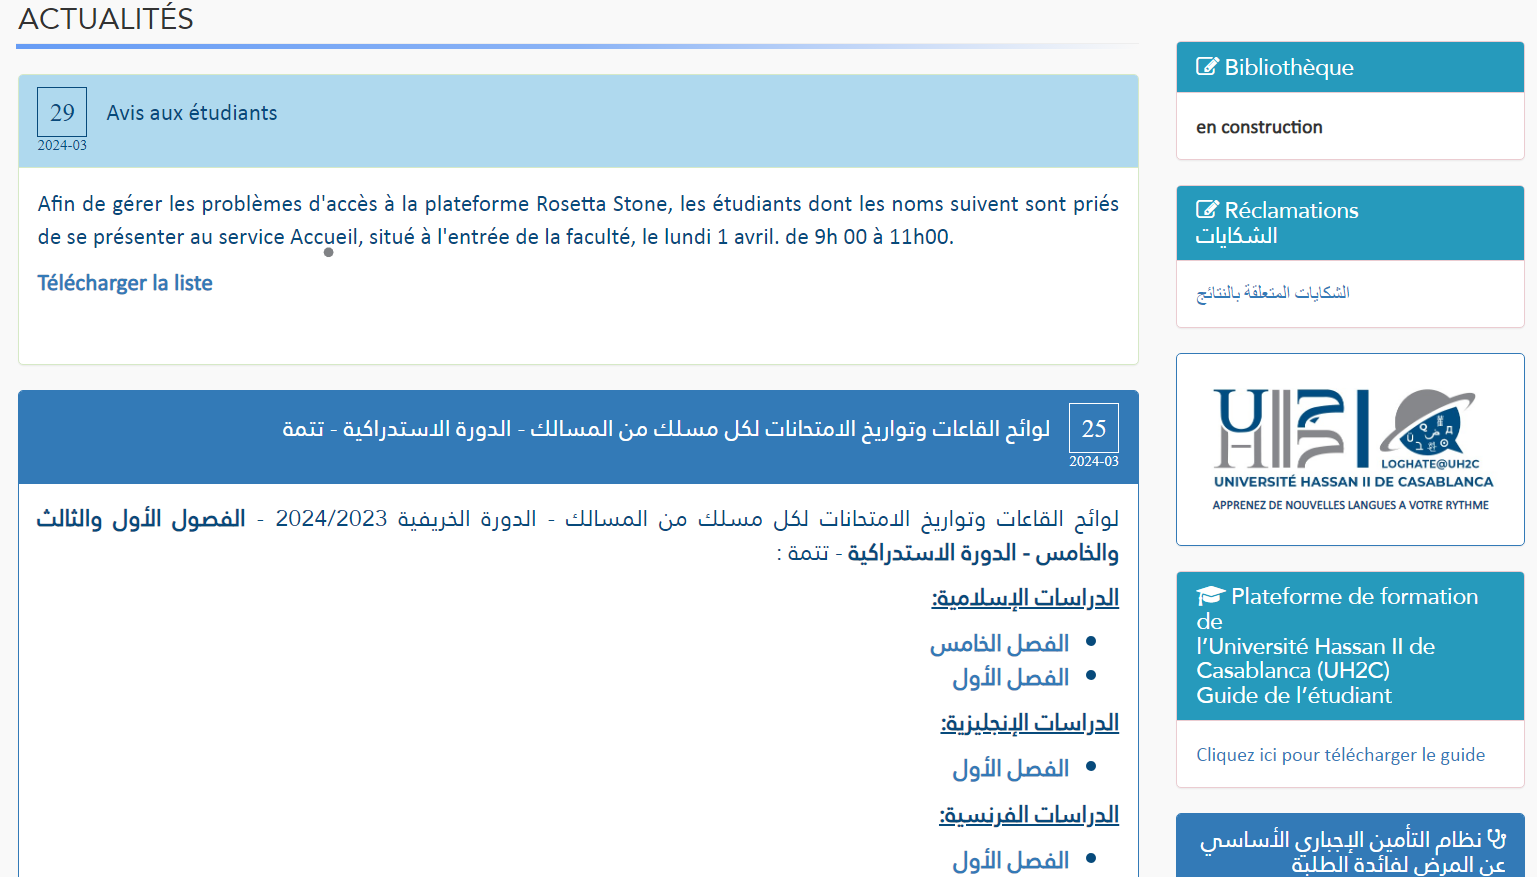 ACTUALITÉS
29
2024-03
Avis aux étudiants
Afin de gérer les problèmes d'accès à la plateforme Rosetta Stone, les étudiants dont les noms suivent sont priés
de se présenter au service Accueil, situé à l'entrée de la faculté, le lundi 1 avril. de 9h 00 à 11h00.
Télécharger la liste
25
2024-03
لوائح القاعات وتواريخ الامتحانات لكل مسلك من المسالك - الدورة الاستدراكية - تتمة
لوائح القاعات وتواريخ الامتحانات لكل مسلك من المسالك - الدورة الخريفية 2024/2023 - الفصول الأول والثالث
والخامس - الدورة الاستدراكية - تتمة :
الدراسات الإسلامية:
• الفصل الخامس
• الفصل الأول
الدراسات الإنجليزية:
• الفصل الأول
الدراسات الفرنسية:
• الفصل الأول
Bibliothèque
en construction
Réclamations
الشكايات
الشكايات المتعلقة بالنتائج
UH2C
LOGHATE@UH2C
UNIVERSITÉ HASSAN II DE CASABLANCA
APPRENEZ DE NOUVELLES LANGUES A VOTRE RYTHME
Plateforme de formation
de
l’Université Hassan II de
Casablanca (UH2C)
Guide de l’étudiant
Cliquez ici pour télécharger le guide
نظام التأمين الإجباري الأساسي
عن المرض لفائدة الطلبة